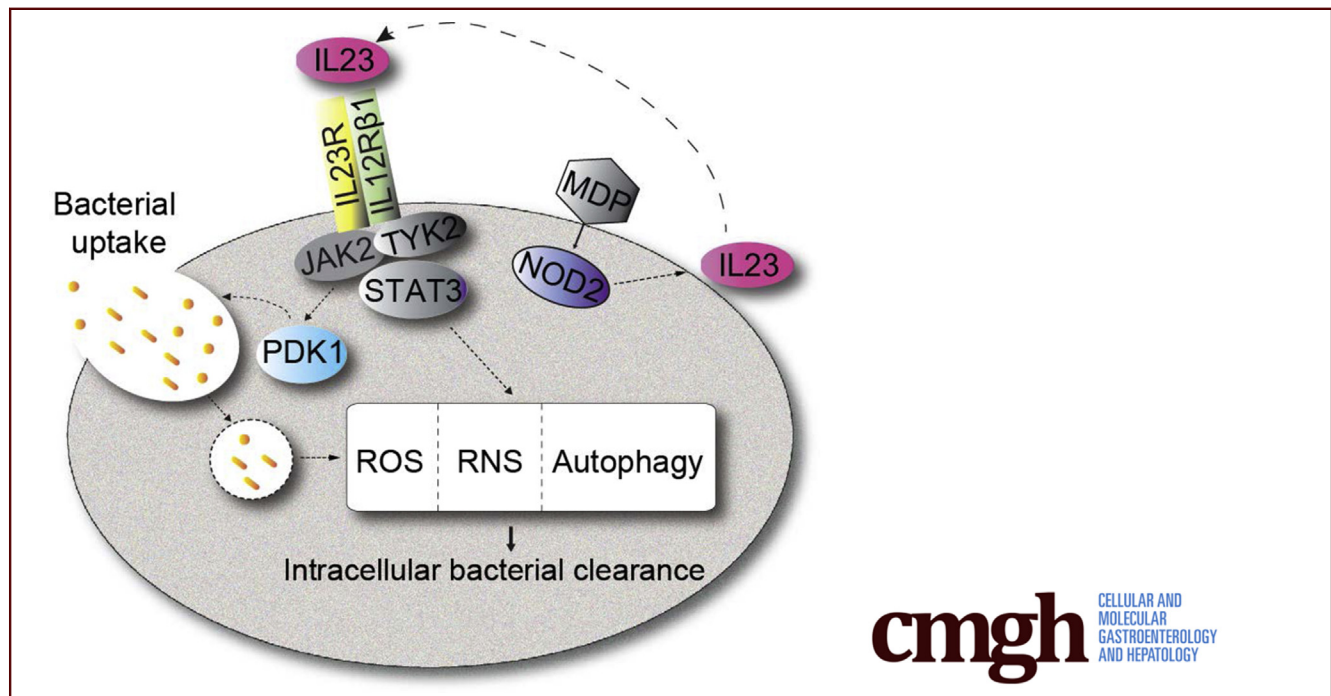 IL23
IL23R
IL12Rβ1
MDP
Bacterial
uptake
JAK2
TYK2
NOD2
IL23
STAT3
PDK1
ROS
RNS
Autophagy
Intracellular bacterial clearance
cmgh
CELLULAR AND
MOLECULAR
GASTROENTEROLOGY
AND HEPATOLOGY